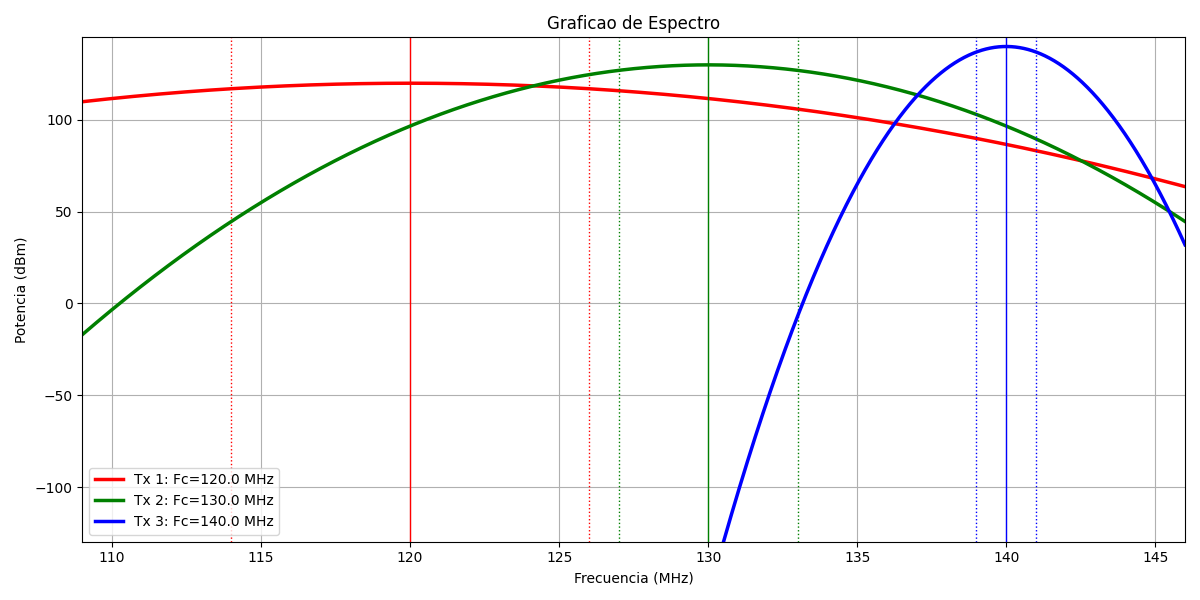 Graficao de Espectro
Potencia (dBm)
100
50
0
−50
−100
Tx 1: Fc=120.0 MHz
Tx 2: Fc=130.0 MHz
Tx 3: Fc=140.0 MHz
110 115 120 125 130 135 140 145
Frecuencia (MHz)